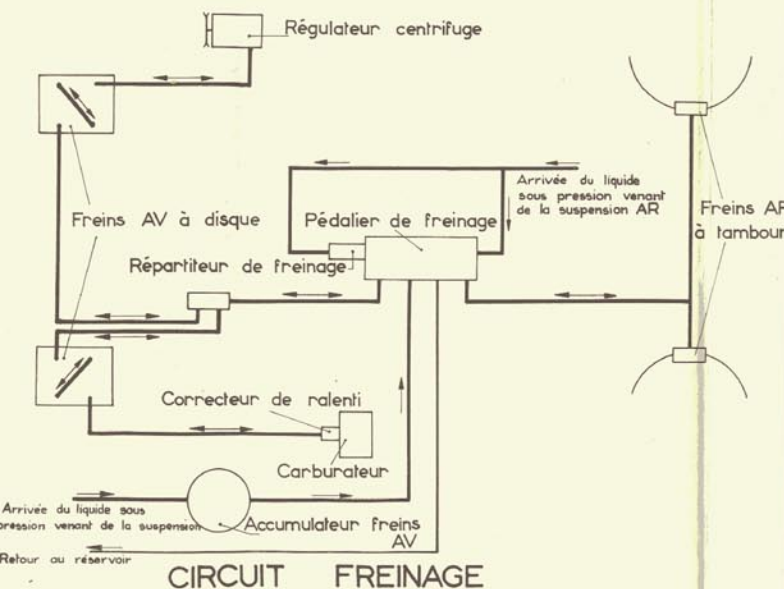 Régulateur centrifuge
Arrivée du liquide
sous pression venant
de la suspension AR
Freins AV à disque
Pédalier de freinage
Freins AR
à tambour
Répartiteur de freinage
Correcteur de ralenti
Carburateur
Arrivée du liquide sous
pression venant de la suspension
Accumulateur freins
AV
Retour au réservoir
CIRCUIT FREINAGE